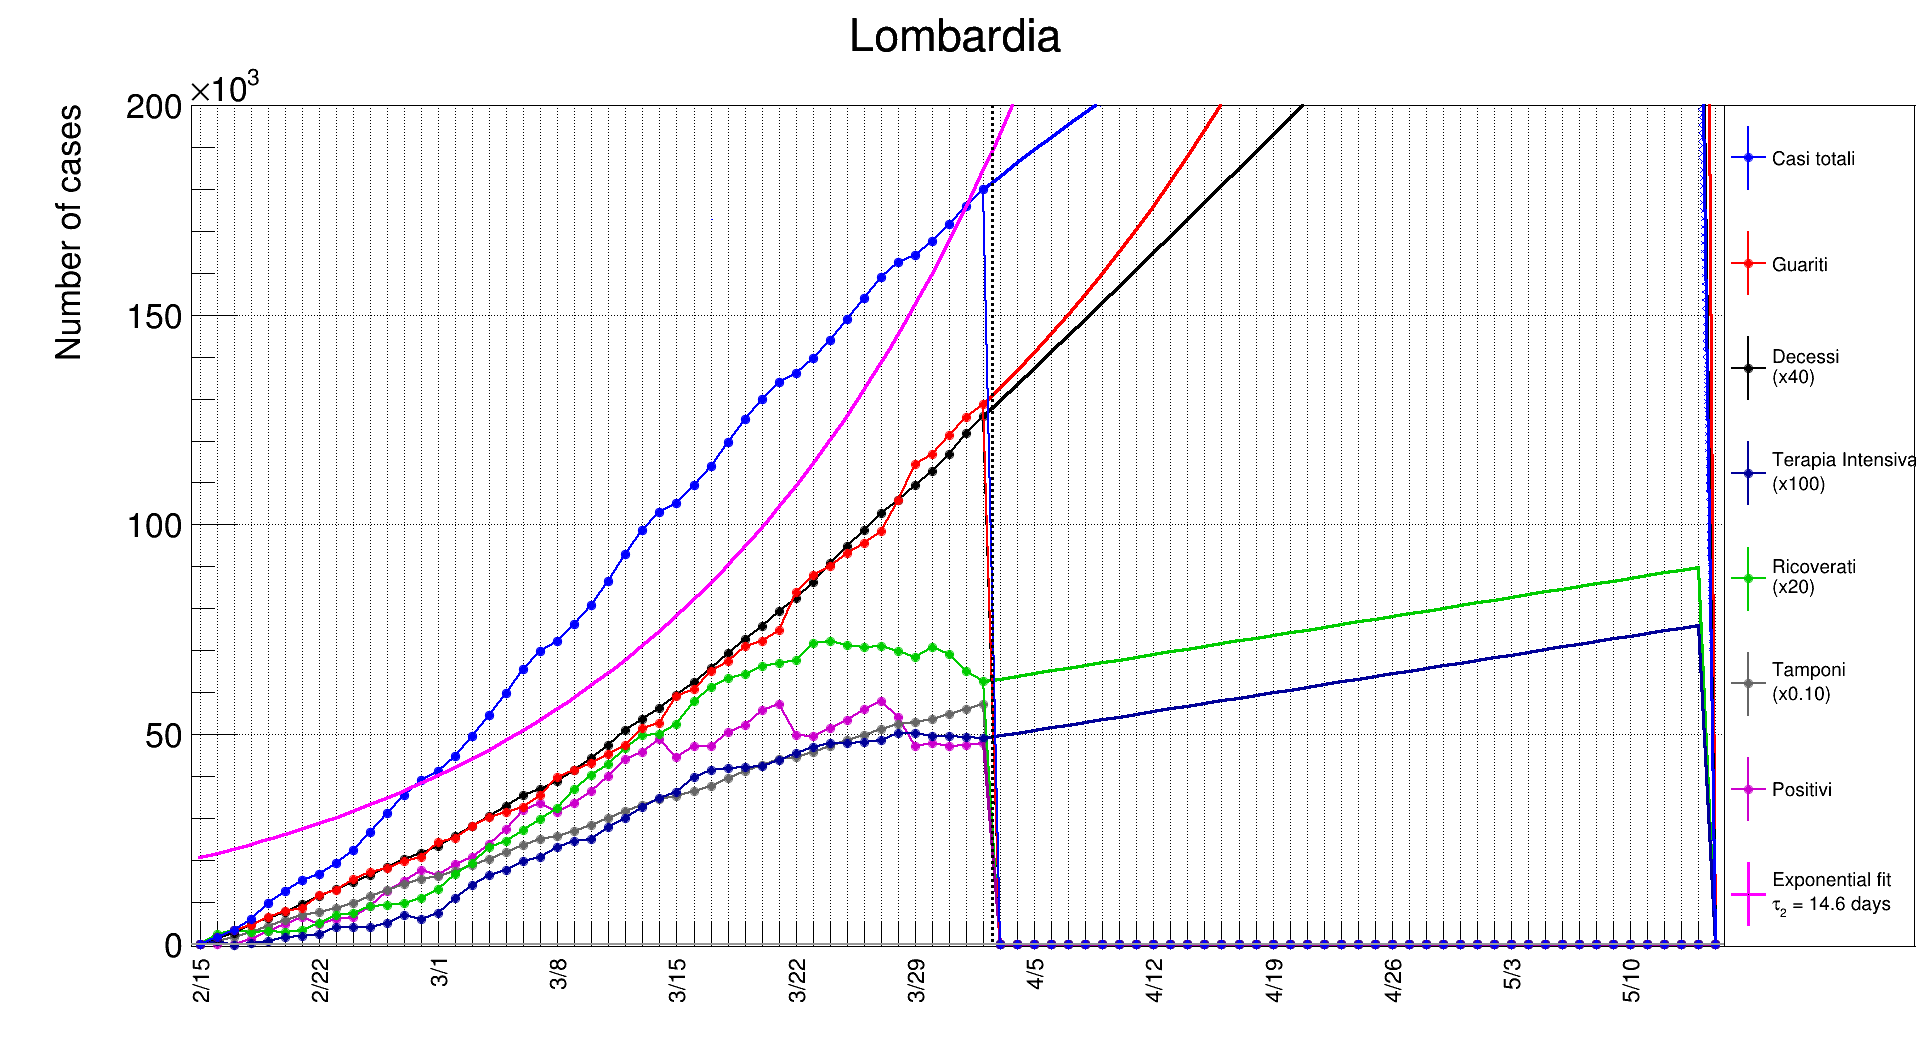 Lombardia
×10³
Number of cases
200
150
100
50
0
2/15
2/22
3/1
3/8
3/15
3/22
3/29
4/5
4/12
4/19
4/26
5/3
5/10
Casi totali
Guariti
Decessi
(x40)
Terapia Intensiva
(x100)
Ricoverati
(x20)
Tamponi
(x0.10)
Positivi
Exponential fit
τ₂ = 14.6 days